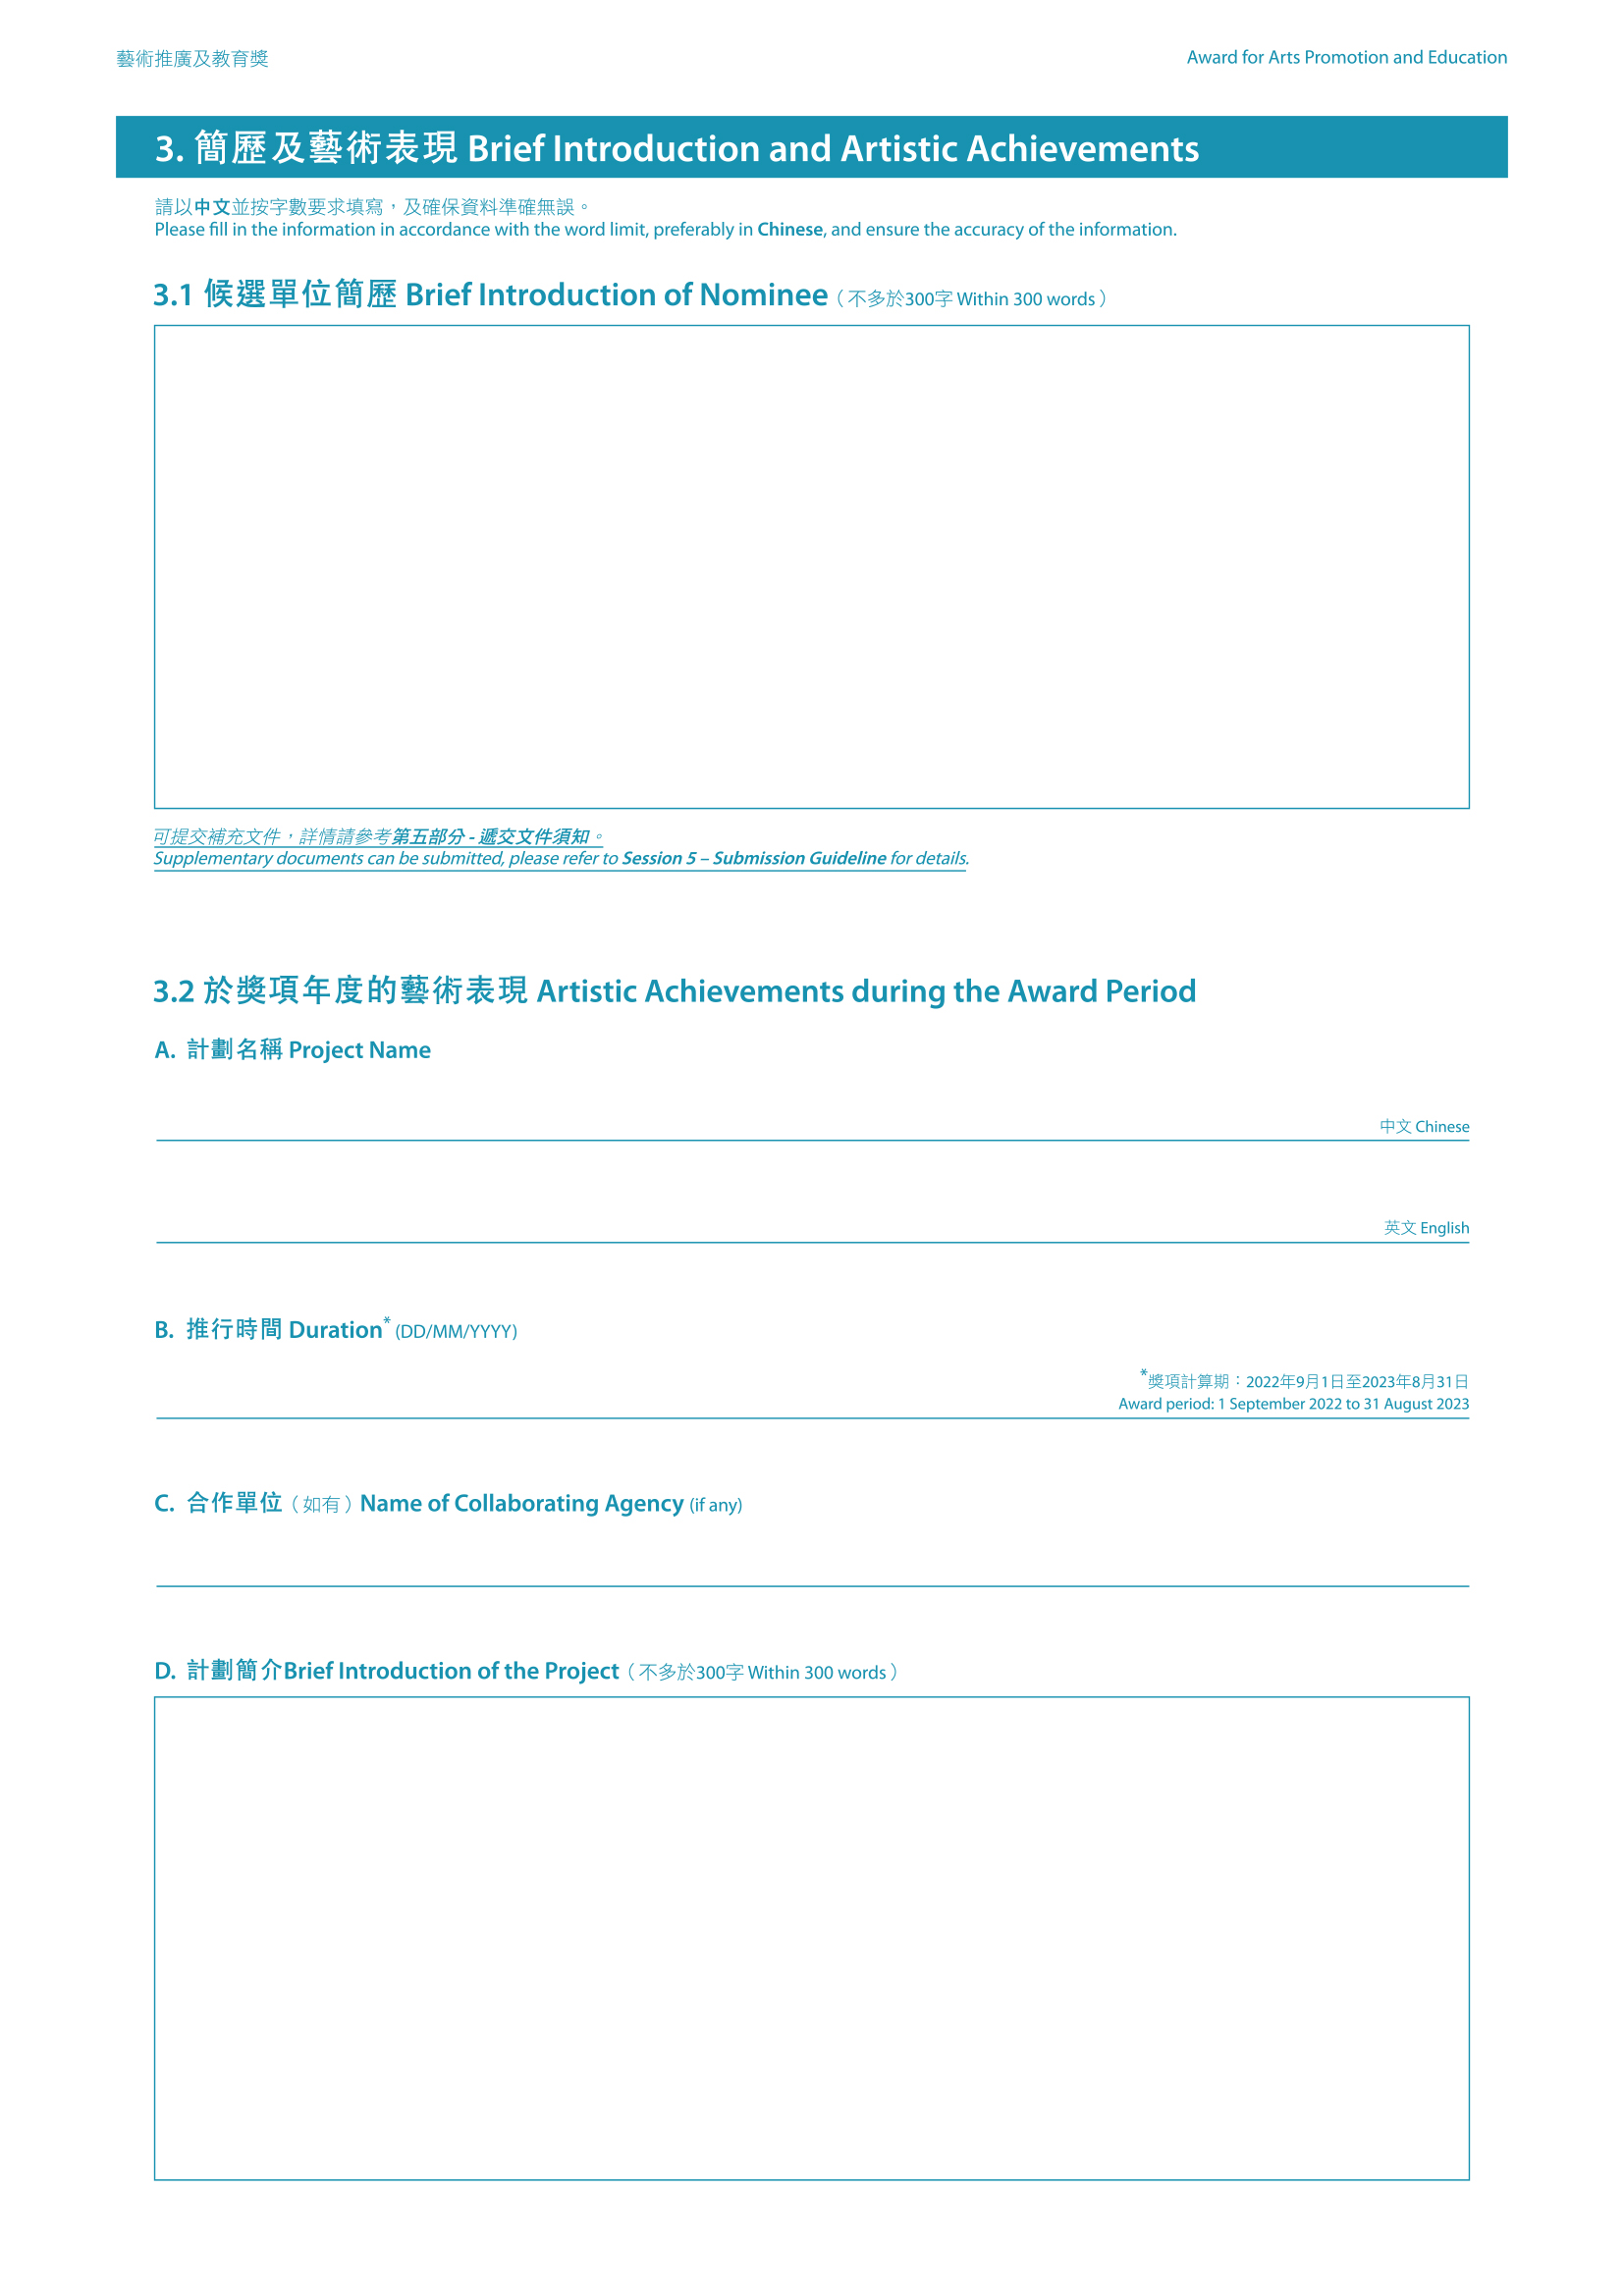 藝術推廣及教育獎
Award for Arts Promotion and Education
3. 簡歷及藝術表現 Brief Introduction and Artistic Achievements
請以中文並按字數要求填寫，及確保資料準確無誤。
Please fill in the information in accordance with the word limit, preferably in Chinese, and ensure the accuracy of the information.
3.1 候選單位簡歷 Brief Introduction of Nominee（不多於300字 Within 300 words）
可提交補充文件，詳情請參考第五部分 - 遞交文件須知。
Supplementary documents can be submitted, please refer to Session 5 – Submission Guideline for details.
3.2 於獎項年度的藝術表現 Artistic Achievements during the Award Period
A. 計劃名稱 Project Name
中文 Chinese
英文 English
B. 推行時間 Duration* (DD/MM/YYYY)
*獎項計算期：2022年9月1日至2023年8月31日
Award period: 1 September 2022 to 31 August 2023
C. 合作單位（如有）Name of Collaborating Agency (if any)
D. 計劃簡介Brief Introduction of the Project（不多於300字 Within 300 words）